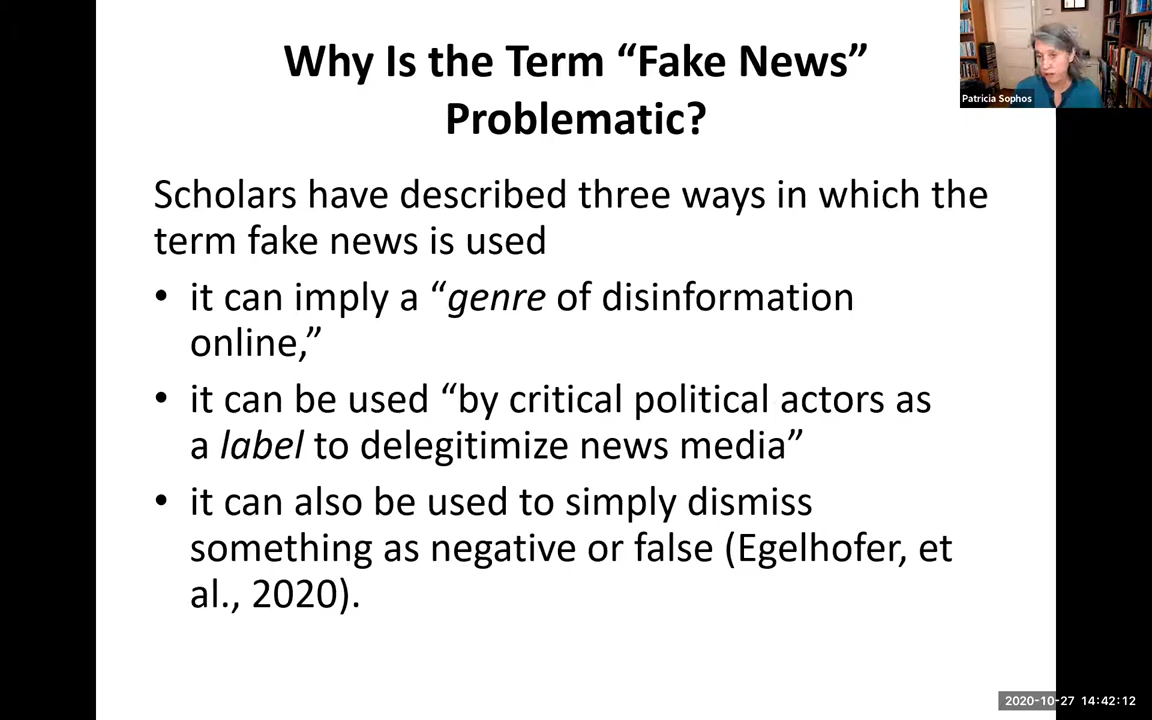 Why Is the Term “Fake News”
Problematic?
Patricia Sophos
Scholars have described three ways in which the
term fake news is used
• it can imply a “genre of disinformation
online,”
• it can be used “by critical political actors as
a label to delegitimize news media”
• it can also be used to simply dismiss
something as negative or false (Egelhofer, et
al., 2020).
2020-10-27 14:42:12